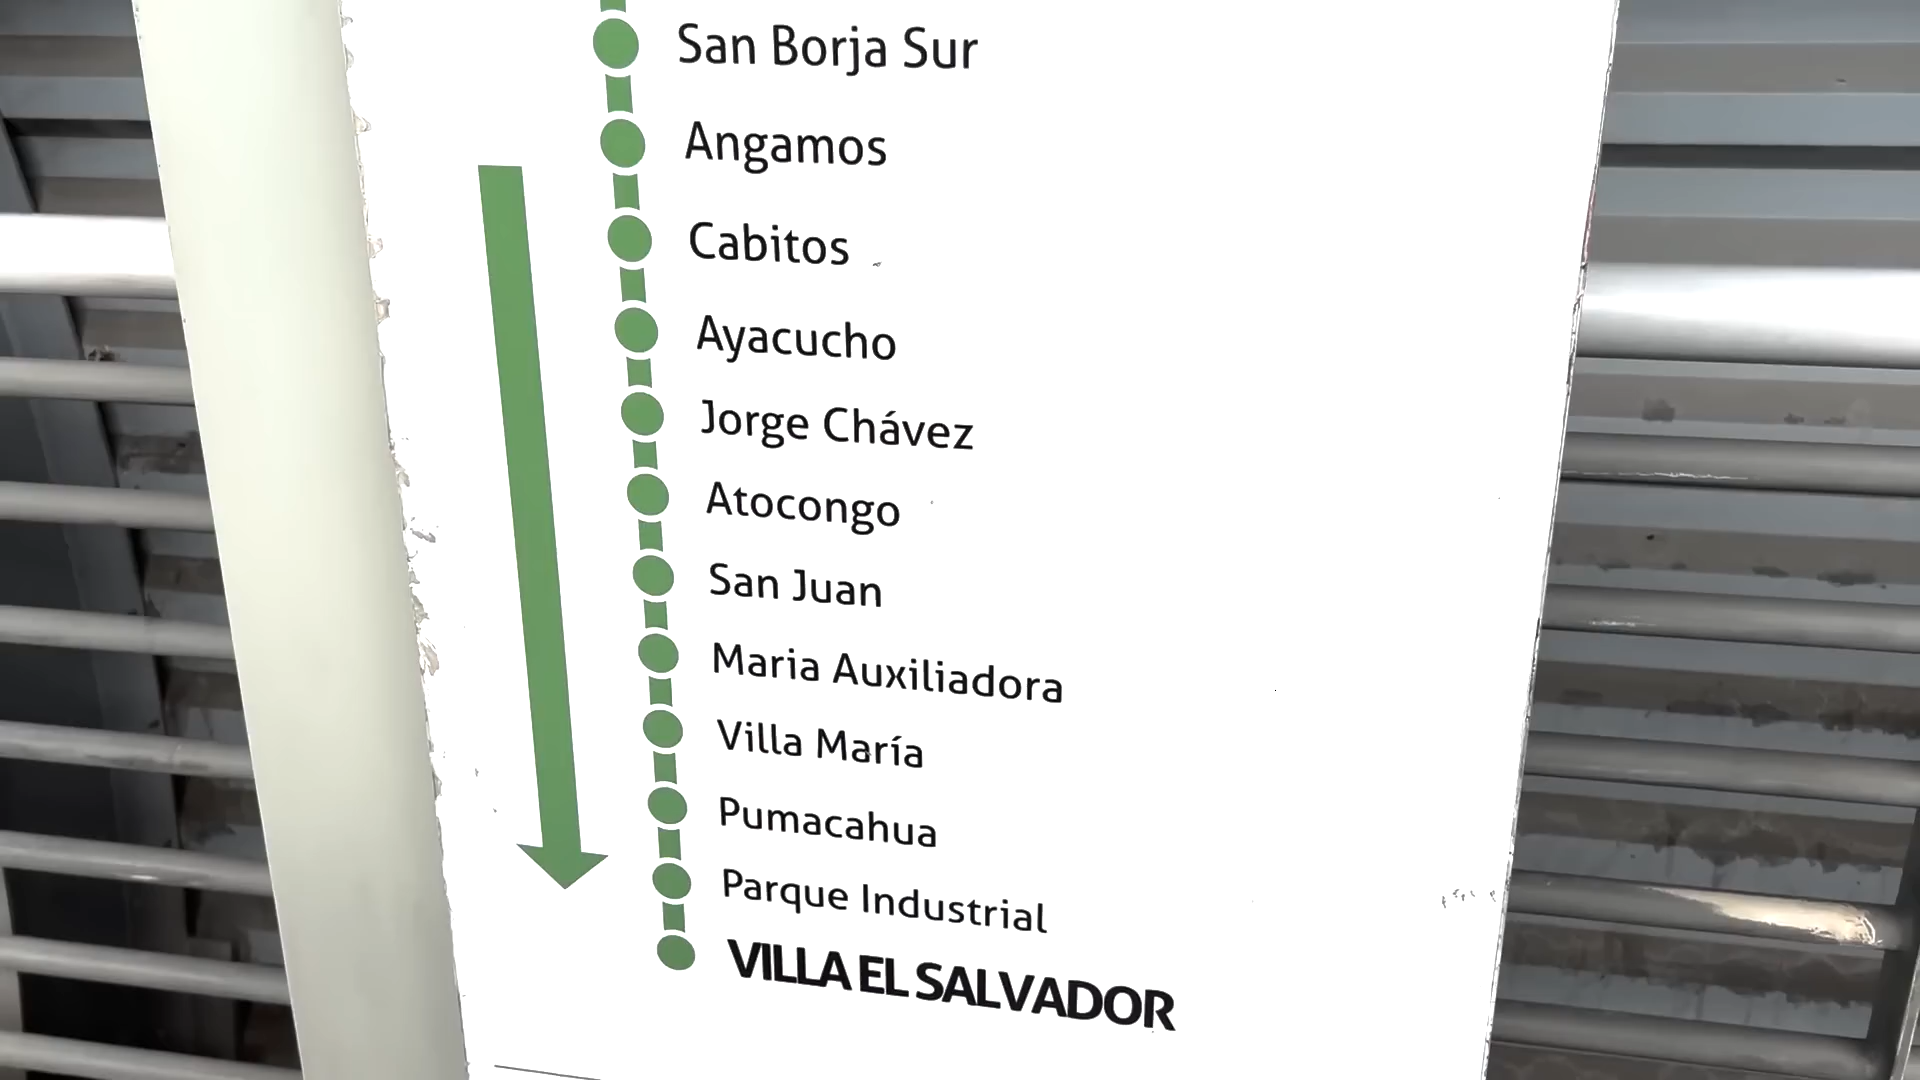 San Borja Sur
Angamos
Cabitos
Ayacucho
Jorge Chávez
Atocongo
San Juan
Maria Auxiliadora
Villa María
Pumacahua
Parque Industrial
VILLA EL SALVADOR